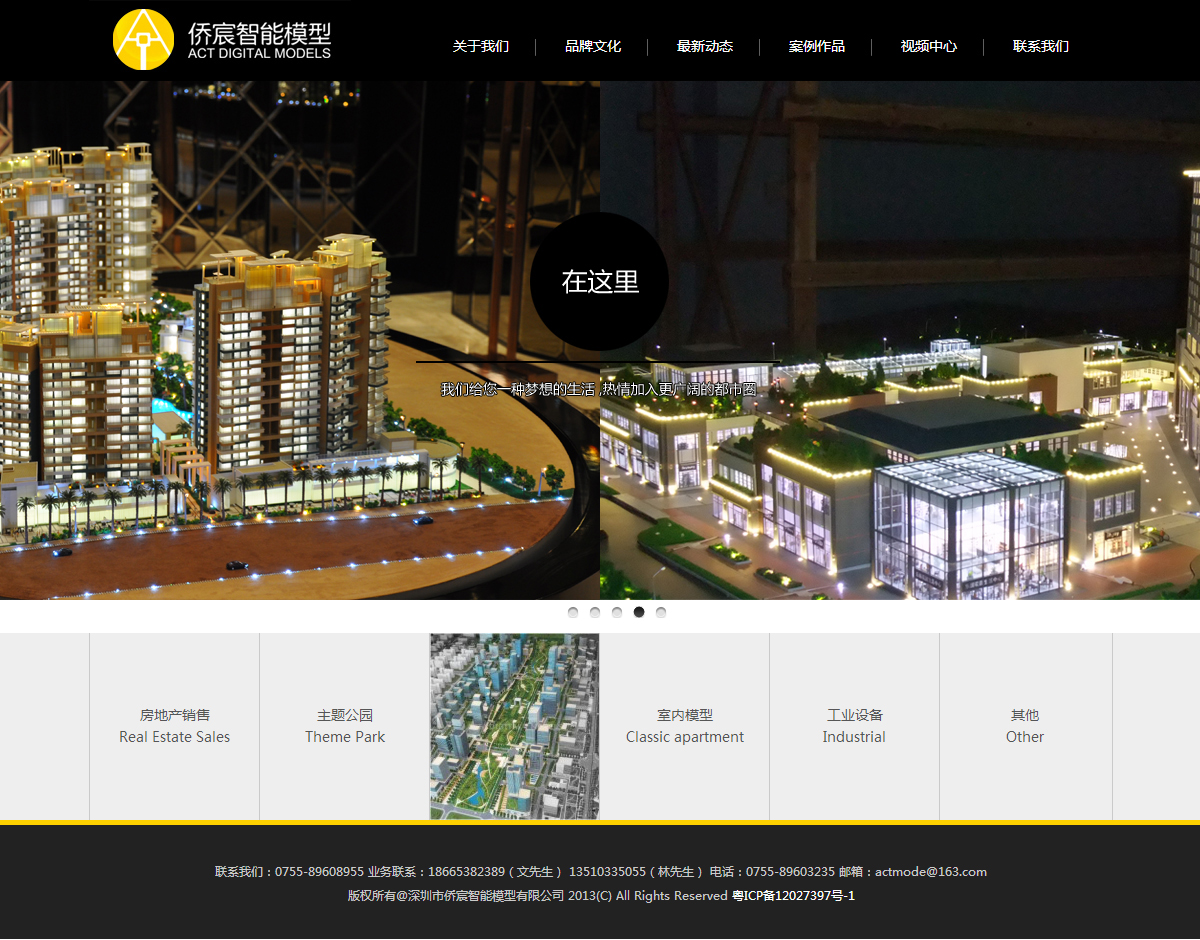 侨宸智能模型
ACT DIGITAL MODELS
关于我们
品牌文化
最新动态
案例作品
视频中心
联系我们
在这里
我们给您一种梦想的生活,热情加入更广阔的都市圈
房地产销售
Real Estate Sales
主题公园
Theme Park
室内模型
Classic apartment
工业设备
Industrial
其他
Other
联系我们：0755-89608955 业务联系：18665382389（文先生） 13510335055（林先生） 电话：0755-89603235 邮箱：actmode@163.com
版权所有@深圳市侨宸智能模型有限公司 2013(C) All Rights Reserved 粤ICP备12027397号-1